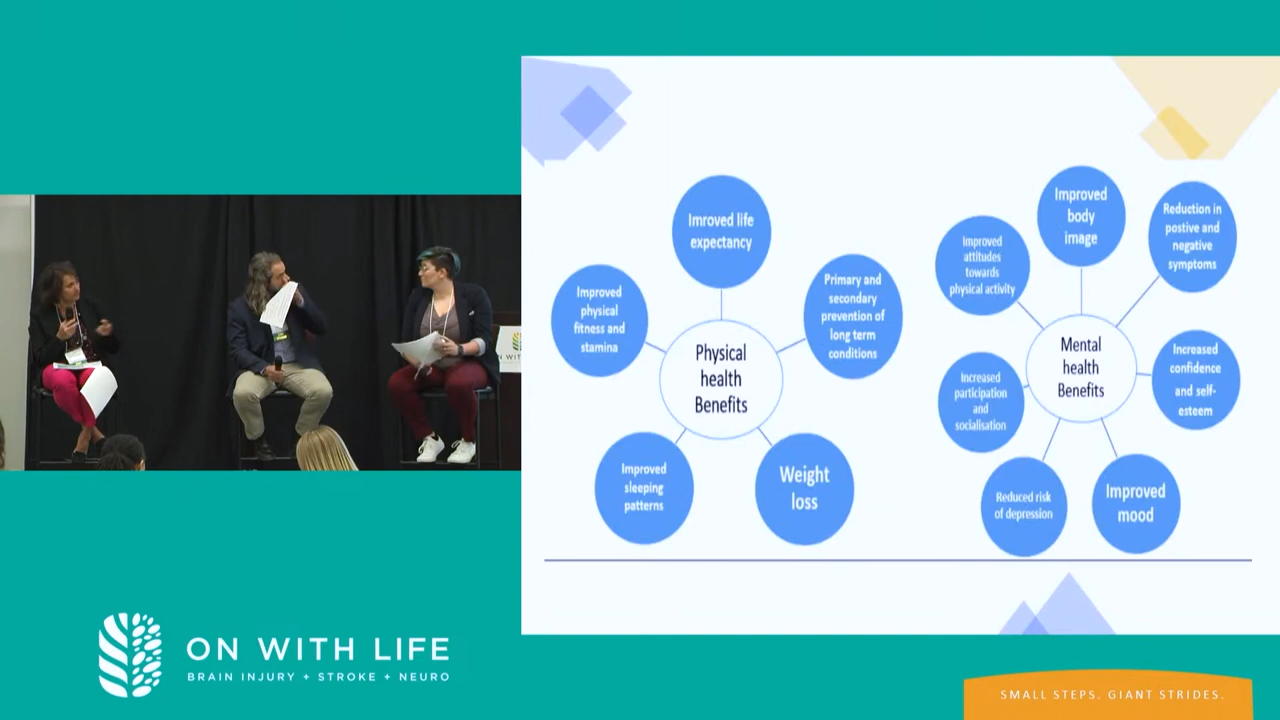 Imroved life
expectancy
Improved
physical
fitness and
stamina
Primary and
secondary
prevention of
long term
conditions
Physical
health
Benefits
Improved
sleeping
patterns
Weight
loss
Improved
body
image
Reduction in
postive and
negative
symptoms
Improved
attitudes
towards
physical activity
Mental
health
Benefits
Increased
confidence
and self-
esteem
Increased
participation
and
socialisation
Reduced risk
of depression
Improved
mood
ON WITH LIFE
BRAIN INJURY + STROKE + NEURO
SMALL STEPS. GIANT STRIDES.